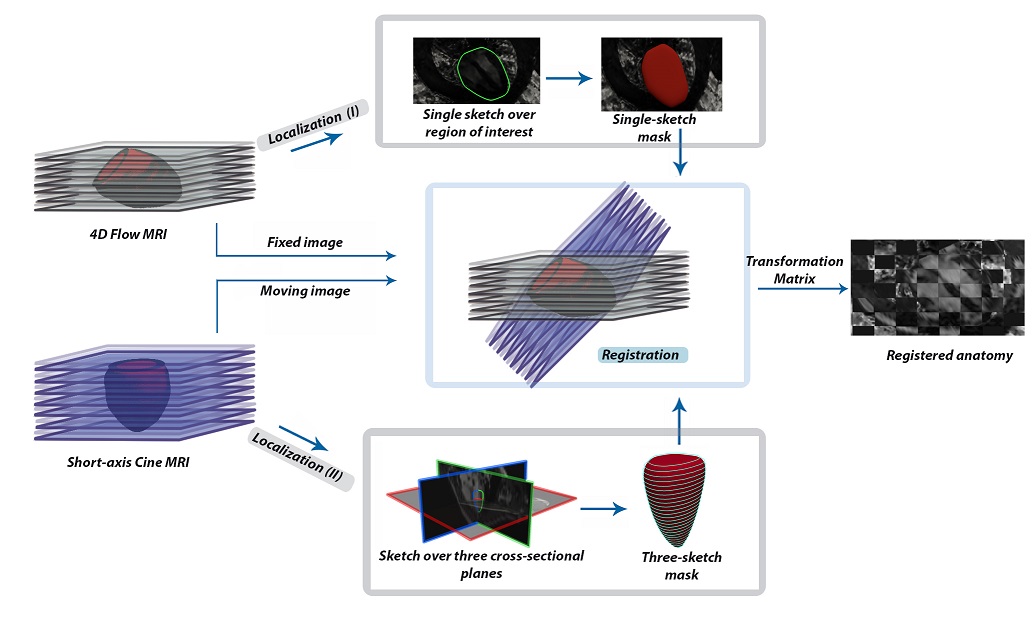 Localization (I)
Single sketch over
region of interest
Single-sketch
mask
4D Flow MRI
Fixed image
Moving image
Transformation
Matrix
Registration
Registered anatomy
Short-axis Cine MRI
Localization (II)
Sketch over three cross-sectional
planes
Three-sketch
mask